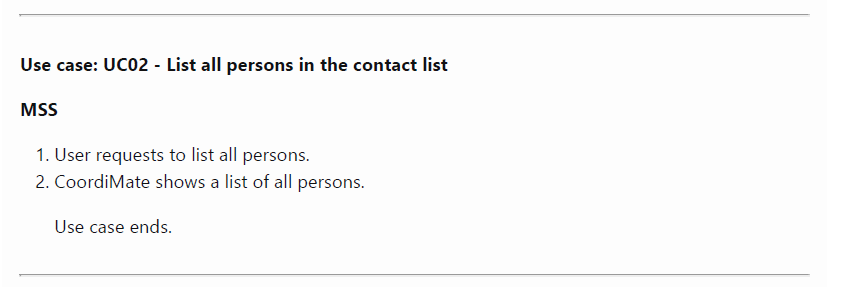 Use case: UC02 - List all persons in the contact list
MSS
1. User requests to list all persons.
2. CoordiMate shows a list of all persons.
Use case ends.